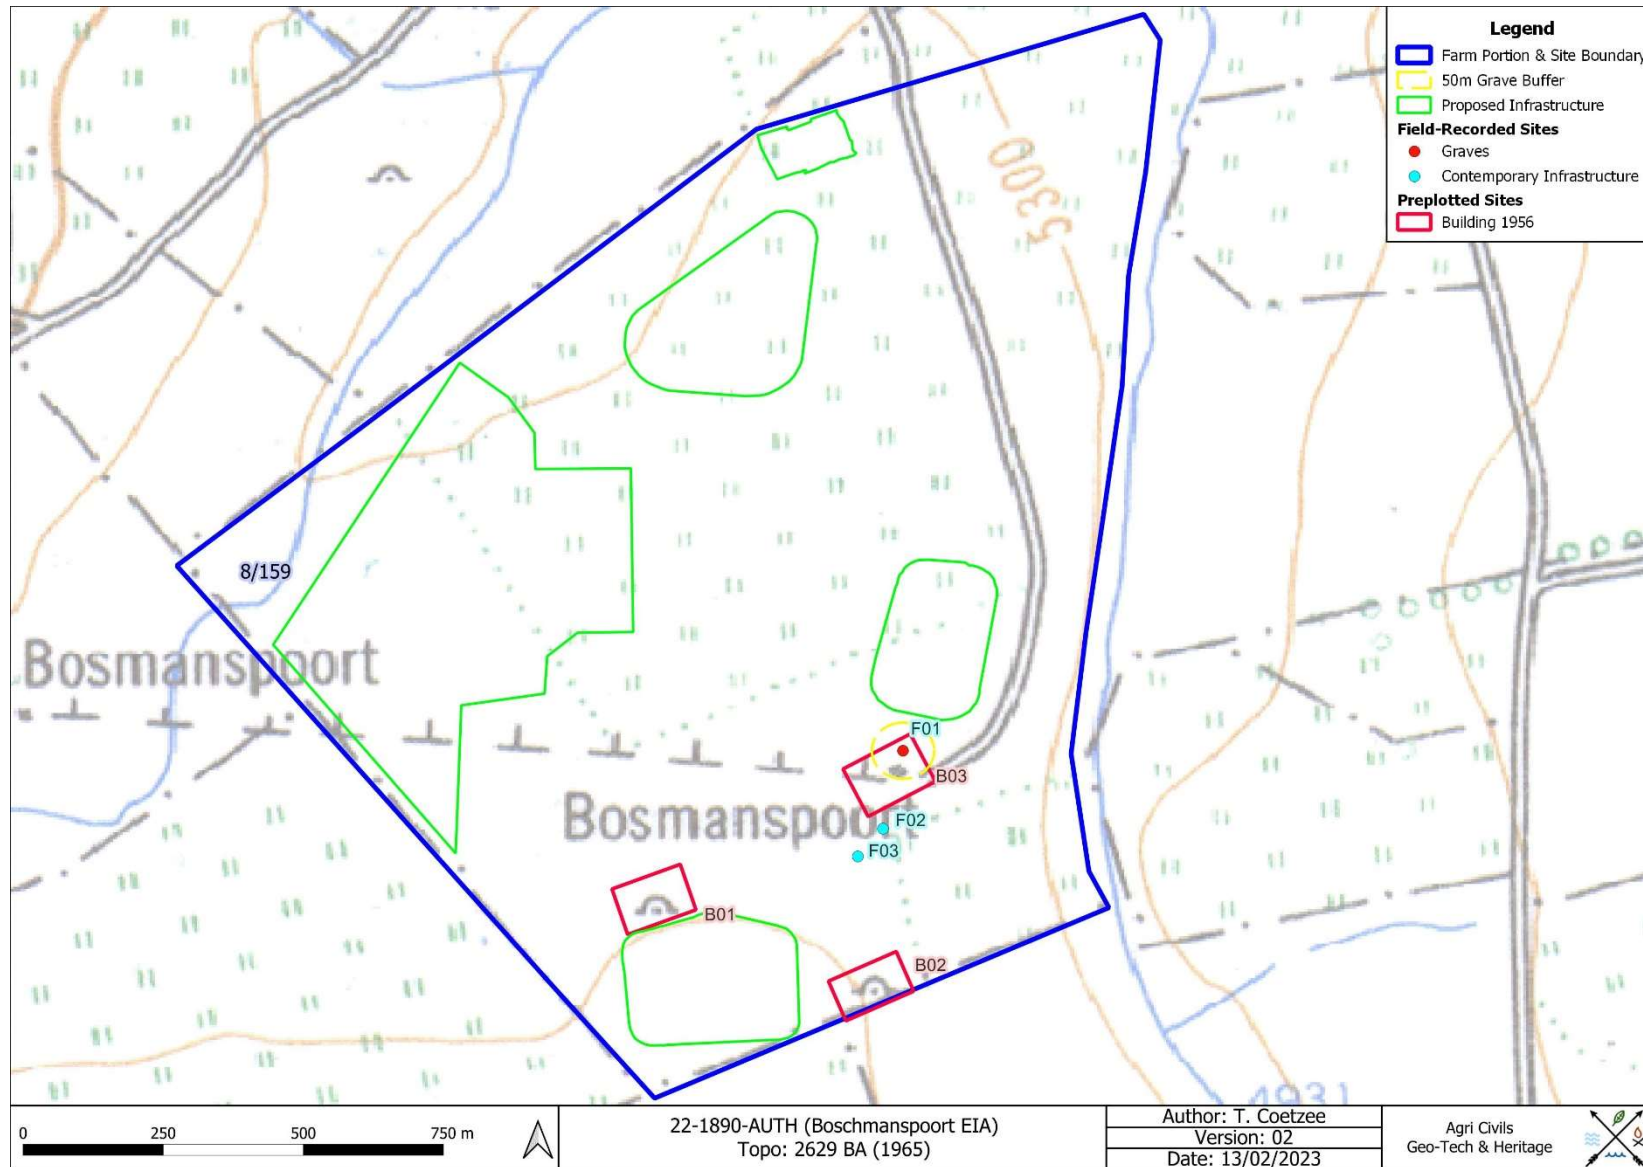 Legend
Farm Portion & Site Boundary
50m Grave Buffer
Proposed Infrastructure
Field-Recorded Sites
Graves
Contemporary Infrastructure
Preplotted Sites
Building 1956
5300
8/159
Bosmanspoort
F01
B03
Bosmanspoort
F02
F03
B01
B02
4931
0 250 500 750 m
22-1890-AUTH (Boschmanspoort EIA)
Topo: 2629 BA (1965)
Author: T. Coetzee
Version: 02
Date: 13/02/2023
Agri Civils
Geo-Tech & Heritage